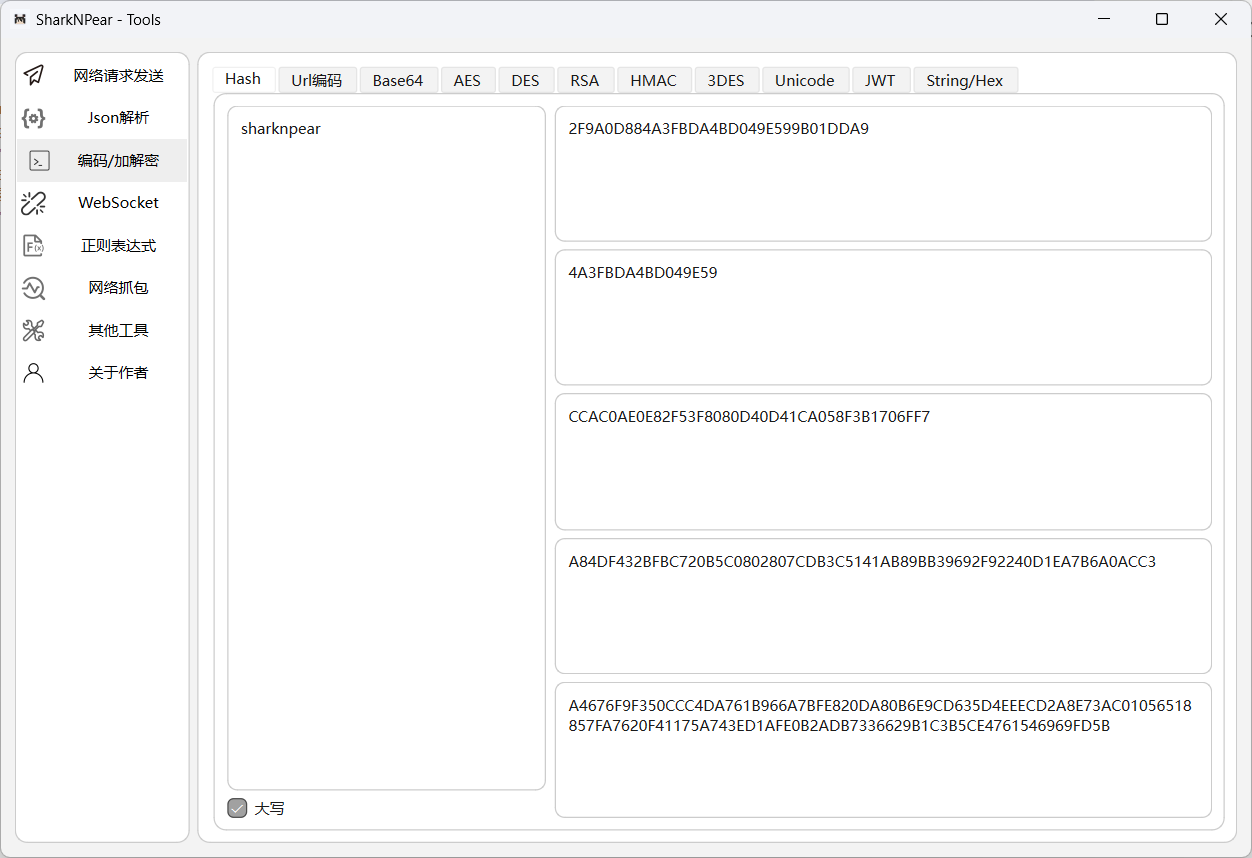 SharkNPear - Tools
网络请求发送
Json解析
编码/加解密
WebSocket
正则表达式
网络抓包
其他工具
关于作者
Hash Url编码 Base64 AES DES RSA HMAC 3DES Unicode JWT String/Hex
sharknpear
大写
2F9A0D884A3FBDA4BD049E599B01DDA9
4A3FBDA4BD049E59
CCAC0AE0E82F53F8080D40D41CA058F3B1706FF7
A84DF432BFBC720B5C0802807CDB3C5141AB89BB39692F92240D1EA7B6A0ACC3
A4676F9F350CCC4DA761B966A7BFE820DA80B6E9CD635D4EEECD2A8E73AC01056518
857FA7620F41175A743ED1AFE0B2ADB7336629B1C3B5CE4761546969FD5B